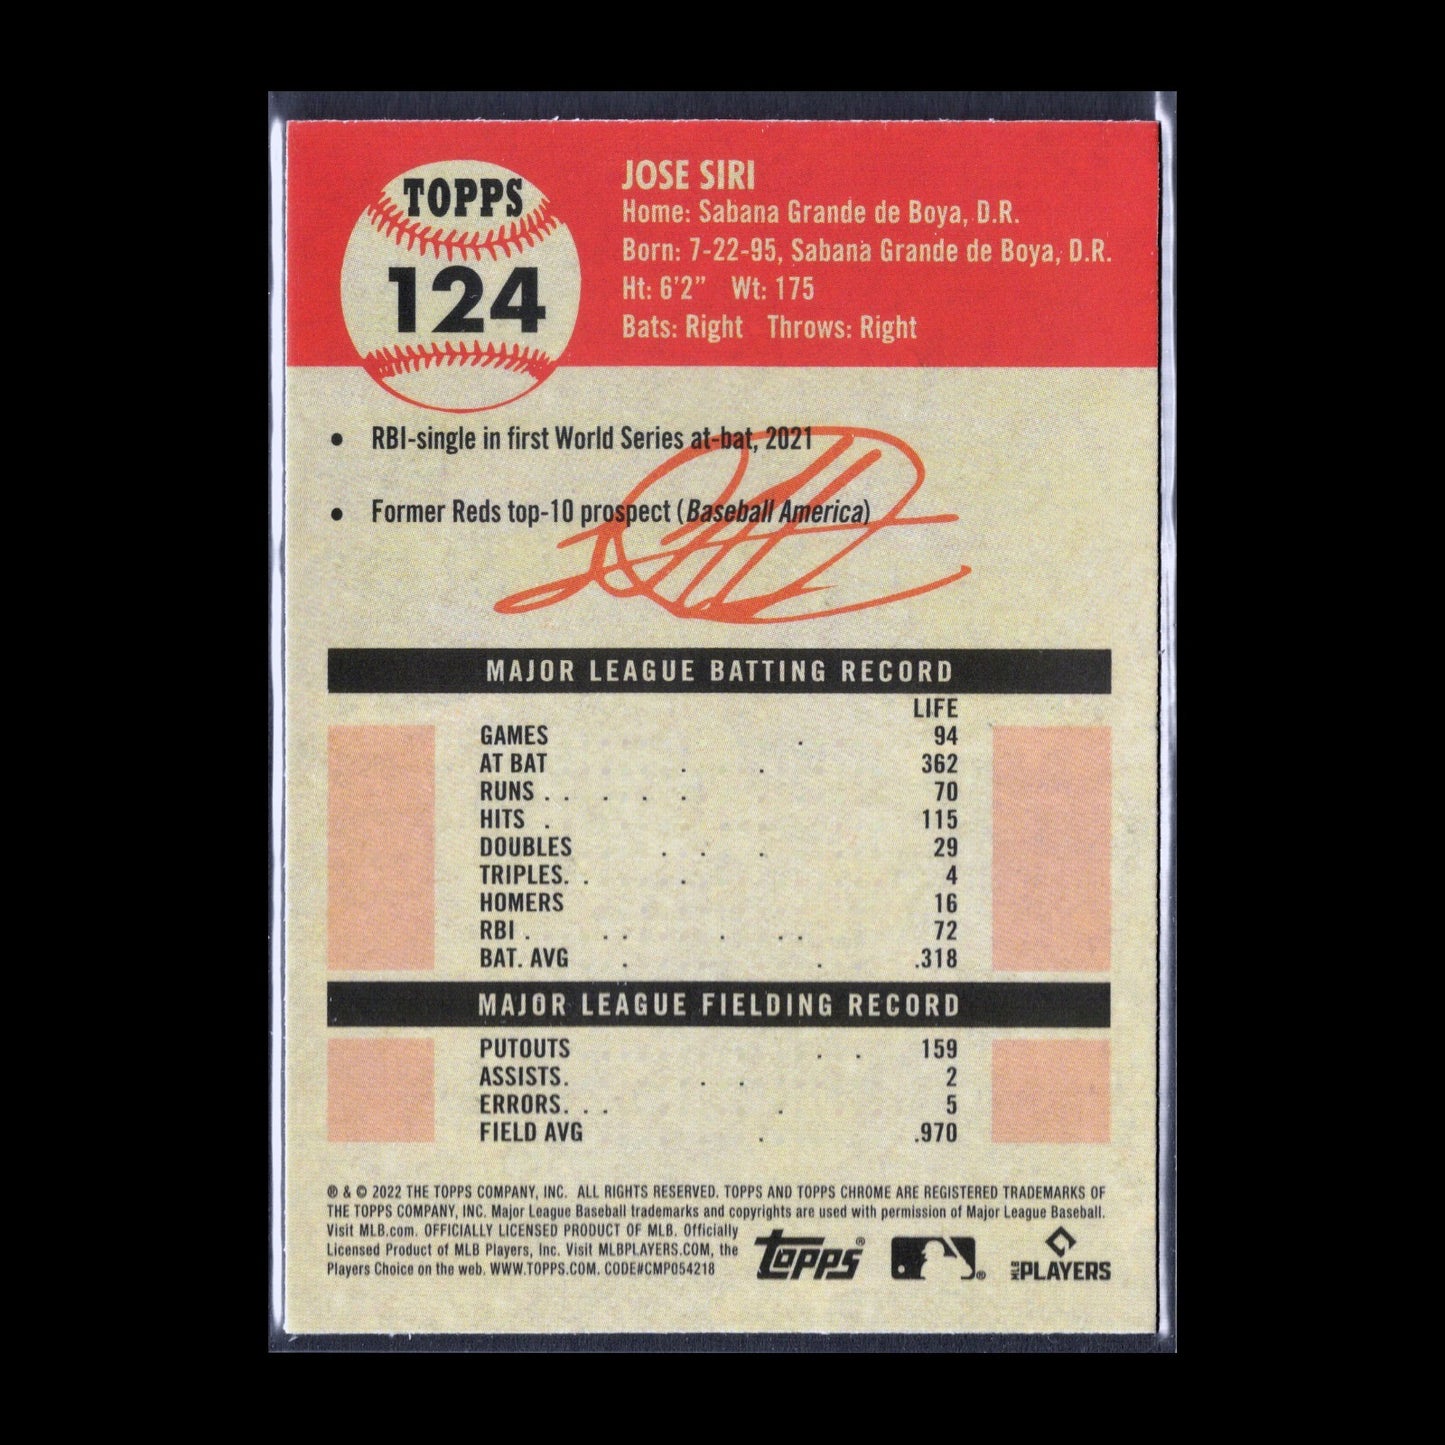 TOPPS
124
JOSE SIRI
Home: Sabana Grande de Boya, D.R.
Born: 7-22-95, Sabana Grande de Boya, D.R.
Ht: 6'2" Wt: 175
Bats: Right Throws: Right
• RBI-single in first World Series at-bat, 2021
• Former Reds top-10 prospect (Baseball America)
MAJOR LEAGUE BATTING RECORD
LIFE
GAMES . 94
AT BAT . . 362
RUNS . . . . . 70
HITS . 115
DOUBLES . . . 29
TRIPLES. . . 4
HOMERS 16
RBI . . . . . . 72
BAT. AVG . . .318
MAJOR LEAGUE FIELDING RECORD
PUTOUTS . . 159
ASSISTS. . . 2
ERRORS. . . . 5
FIELD AVG . .970
® & © 2022 THE TOPPS COMPANY, INC. ALL RIGHTS RESERVED. TOPPS AND TOPPS CHROME ARE REGISTERED TRADEMARKS OF
THE TOPPS COMPANY, INC. Major League Baseball trademarks and copyrights are used with permission of Major League Baseball.
Visit MLB.com. OFFICIALLY LICENSED PRODUCT OF MLB. Officially
Licensed Product of MLB Players, Inc. Visit MLBPLAYERS.COM, the
Players Choice on the web. WWW.TOPPS.COM. CODE#CMP054218
Topps®
®
MLB PLAYERS